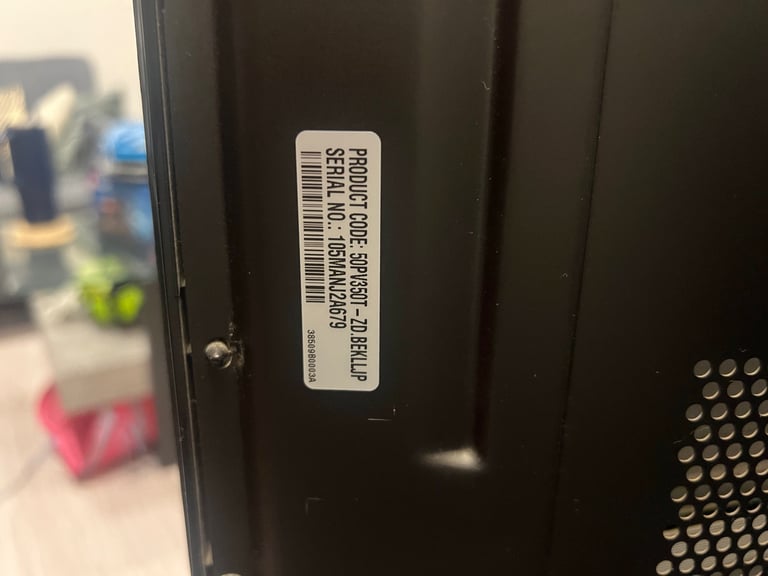 PRODUCT CODE: 50PV350T-ZD.BEKLLJP
SERIAL NO.: 105MANJ2A679
3850980003A